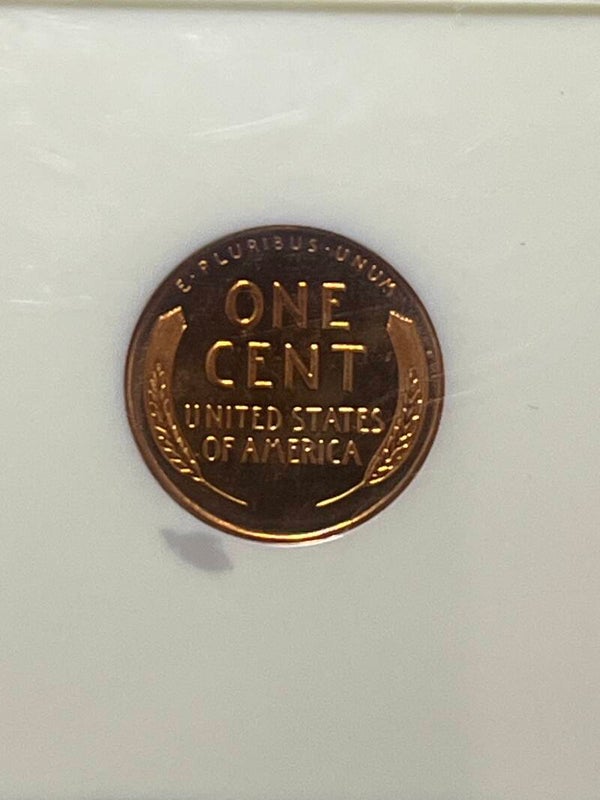 E·PLURIBUS·UNUM
ONE
CENT
UNITED STATES
OF AMERICA